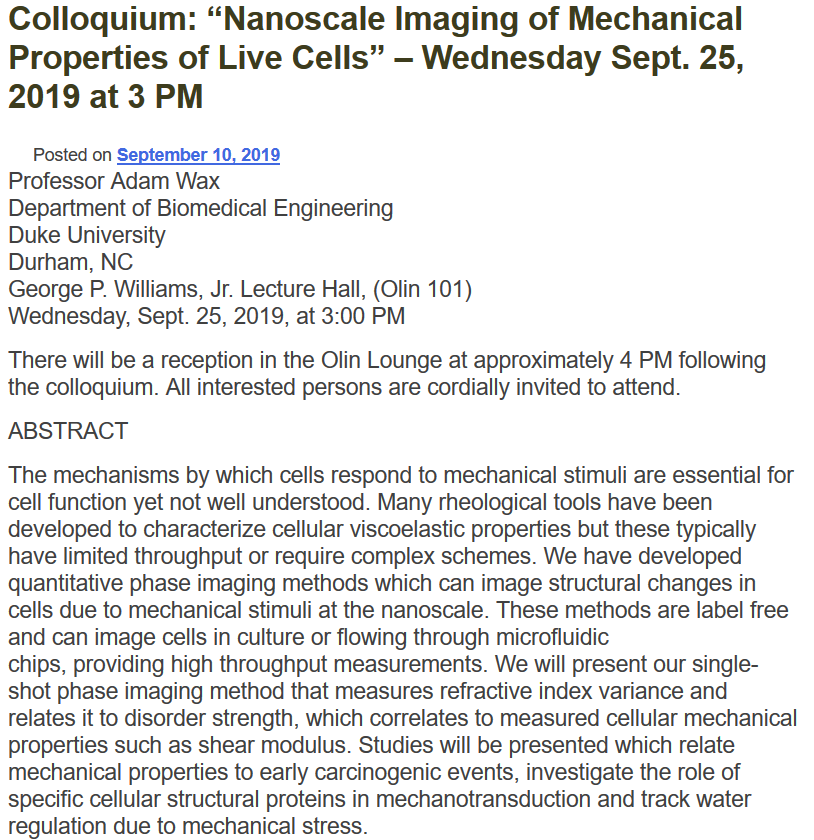 Colloquium: “Nanoscale Imaging of Mechanical
Properties of Live Cells” – Wednesday Sept. 25,
2019 at 3 PM
Posted on September 10, 2019
Professor Adam Wax
Department of Biomedical Engineering
Duke University
Durham, NC
George P. Williams, Jr. Lecture Hall, (Olin 101)
Wednesday, Sept. 25, 2019, at 3:00 PM
There will be a reception in the Olin Lounge at approximately 4 PM following
the colloquium. All interested persons are cordially invited to attend.
ABSTRACT
The mechanisms by which cells respond to mechanical stimuli are essential for
cell function yet not well understood. Many rheological tools have been
developed to characterize cellular viscoelastic properties but these typically
have limited throughput or require complex schemes. We have developed
quantitative phase imaging methods which can image structural changes in
cells due to mechanical stimuli at the nanoscale. These methods are label free
and can image cells in culture or flowing through microfluidic
chips, providing high throughput measurements. We will present our single-
shot phase imaging method that measures refractive index variance and
relates it to disorder strength, which correlates to measured cellular mechanical
properties such as shear modulus. Studies will be presented which relate
mechanical properties to early carcinogenic events, investigate the role of
specific cellular structural proteins in mechanotransduction and track water
regulation due to mechanical stress.